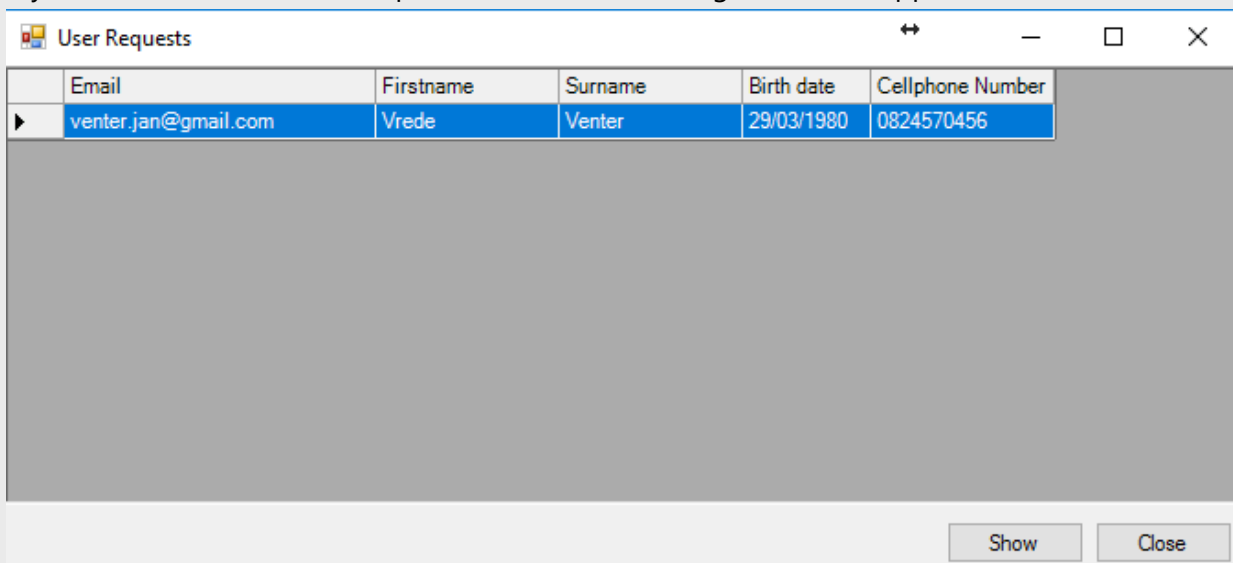 User Requests
Email Firstname Surname Birth date Cellphone Number
venter.jan@gmail.com Vrede Venter 29/03/1980 0824570456
Show Close